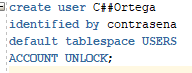 create user C##Ortega
identified by contrasena
default tablespace USERS
ACCOUNT UNLOCK;